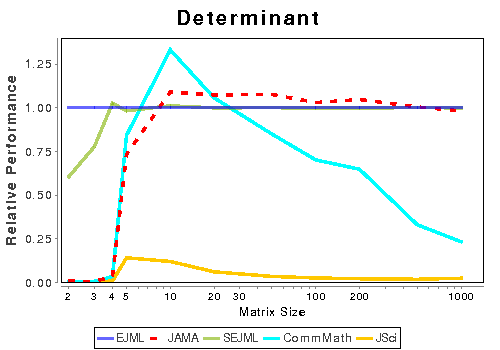 Determinant
Relative Performance
1.25
1.00
0.75
0.50
0.25
0.00
2 3 4 5 10 20 30 100 200 1000
Matrix Size
EJML JAMA SEJML CommMath JSci